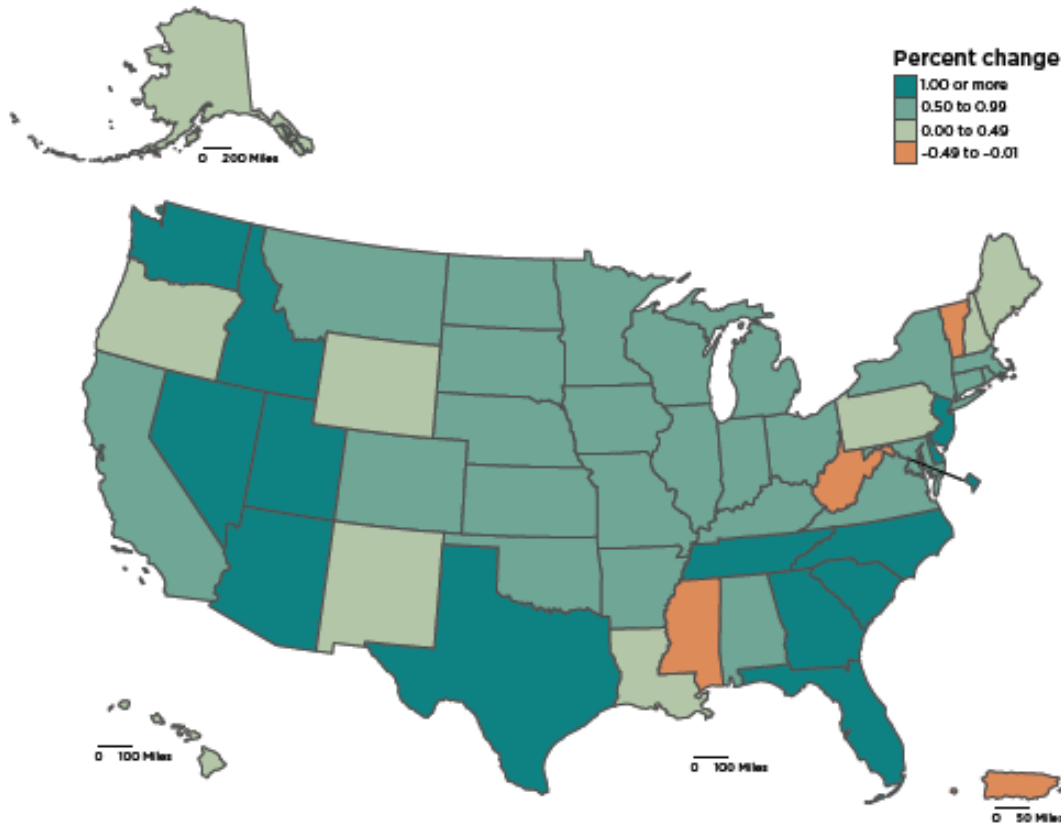 Percent change
1.00 or more
0.50 to 0.99
0.00 to 0.49
-0.49 to -0.01
0 200 Miles
0 100 Miles
0 100 Miles
0 50 Mile